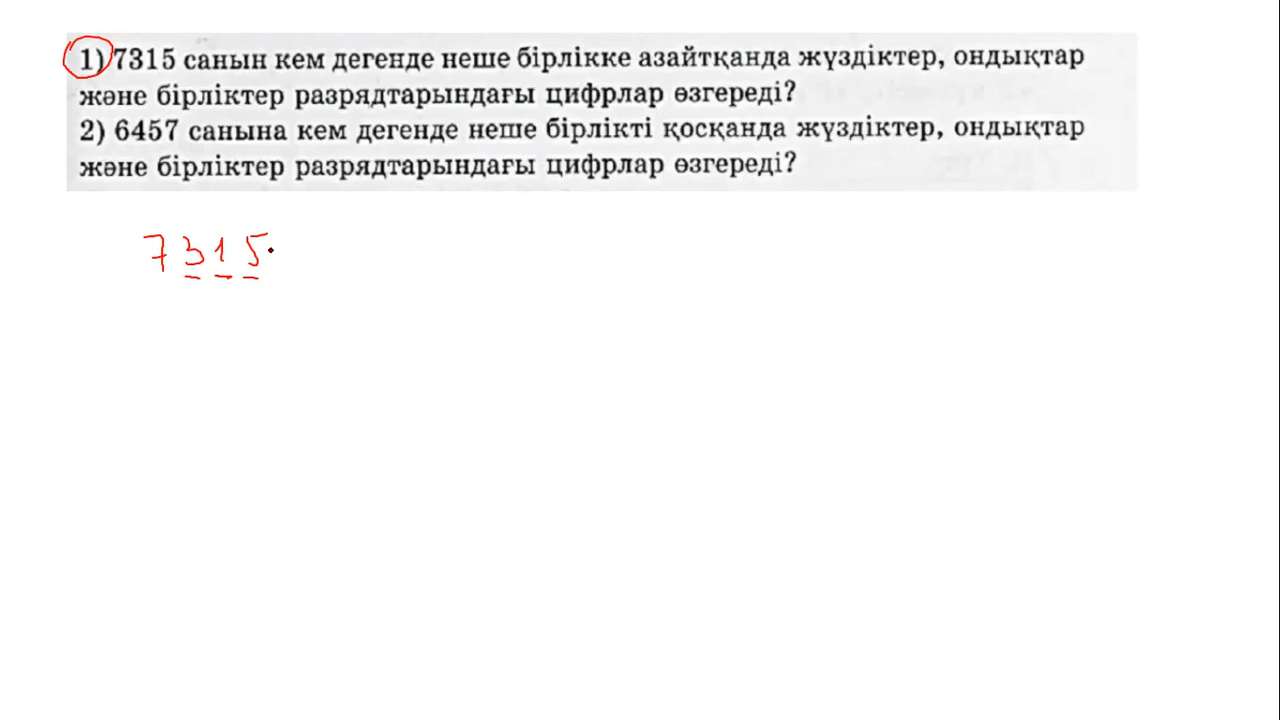 1) 7315 санын кем дегенде неше бірлікке азайтқанда жүздіктер, ондықтар
және бірліктер разрядтарындағы цифрлар өзгереді?
2) 6457 санына кем дегенде неше бірлікті қосқанда жүздіктер, ондықтар
және бірліктер разрядтарындағы цифрлар өзгереді?
7315